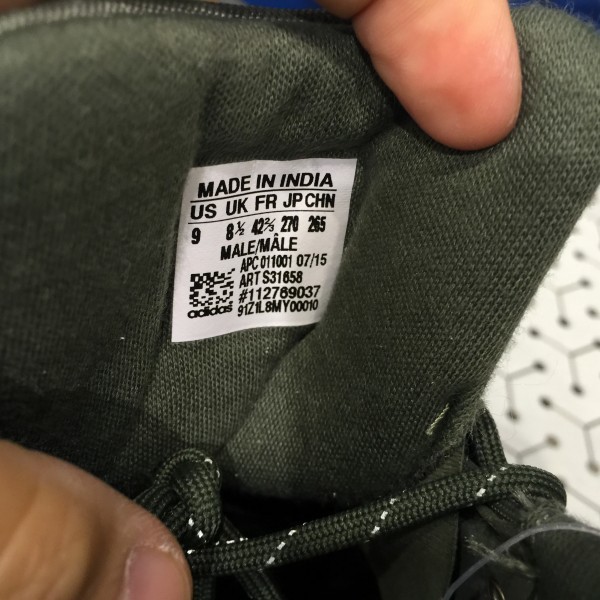 MADE IN INDIA
US UK FR JP CHN
9 8½ 42⅔ 270 265
MALE/MÂLE
APC 011001 07/15
ART S31658
#112769037
adidas 91Z1L8MY00010